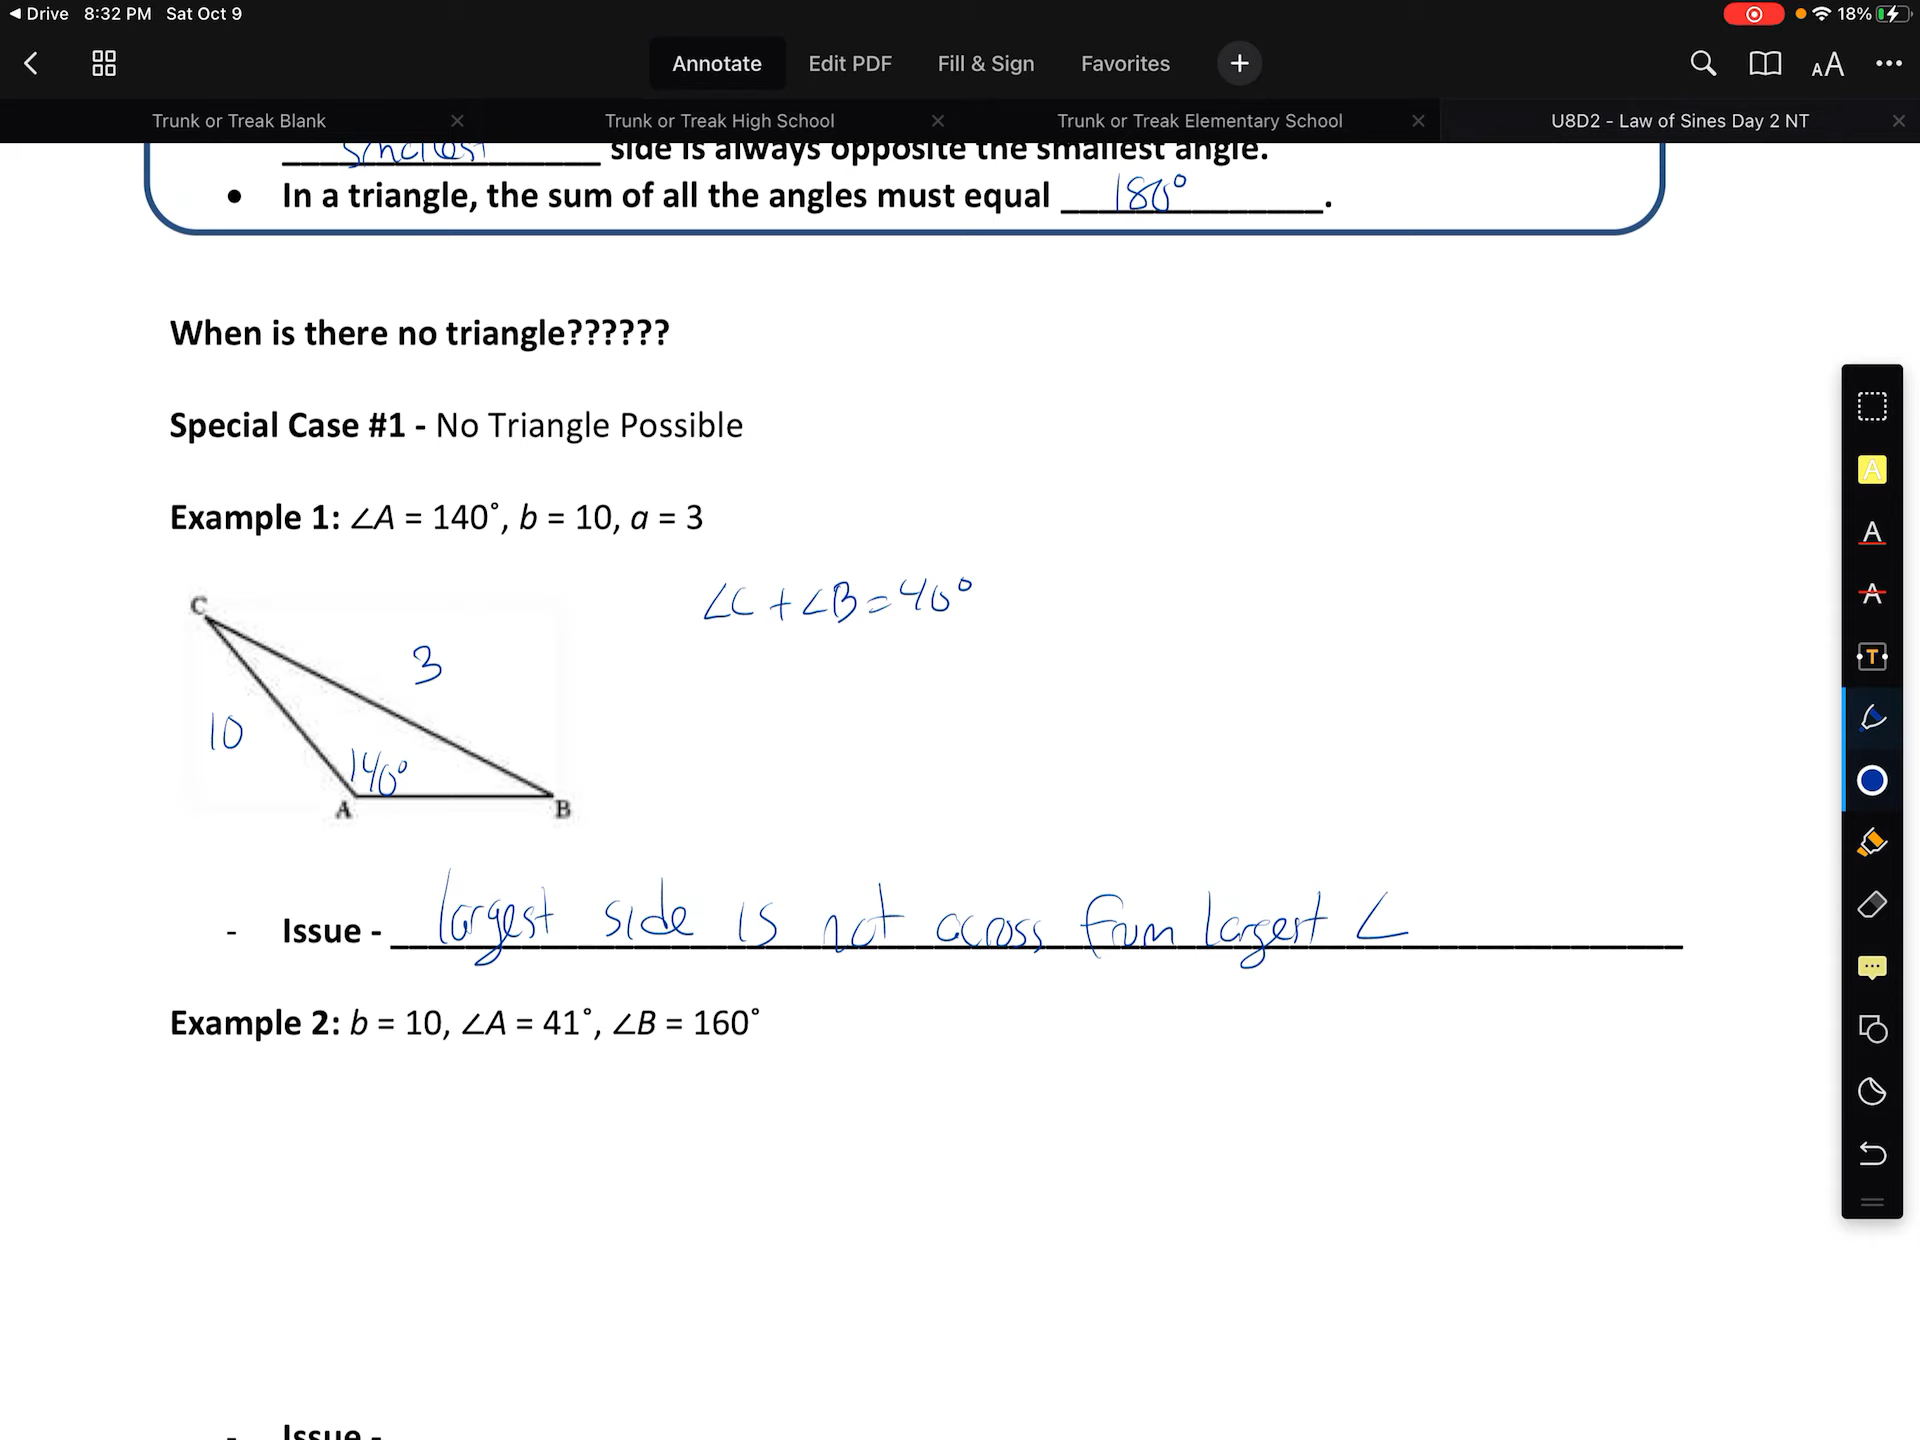 Drive 8:32 PM Sat Oct 9 18%
Annotate Edit PDF Fill & Sign Favorites +
AA
Trunk or Treak Blank × Trunk or Treak High School × Trunk or Treak Elementary School × U8D2 - Law of Sines Day 2 NT ×
smallest side is always opposite the smallest angle.
• In a triangle, the sum of all the angles must equal 180°.
When is there no triangle??????
Special Case #1 - No Triangle Possible
Example 1: ∠A = 140°, b = 10, a = 3
∠C + ∠B = 40°
C
3
10
140°
A
B
- Issue - largest side is not across from largest ∠
Example 2: b = 10, ∠A = 41°, ∠B = 160°
- Issue -
A
A
A
T